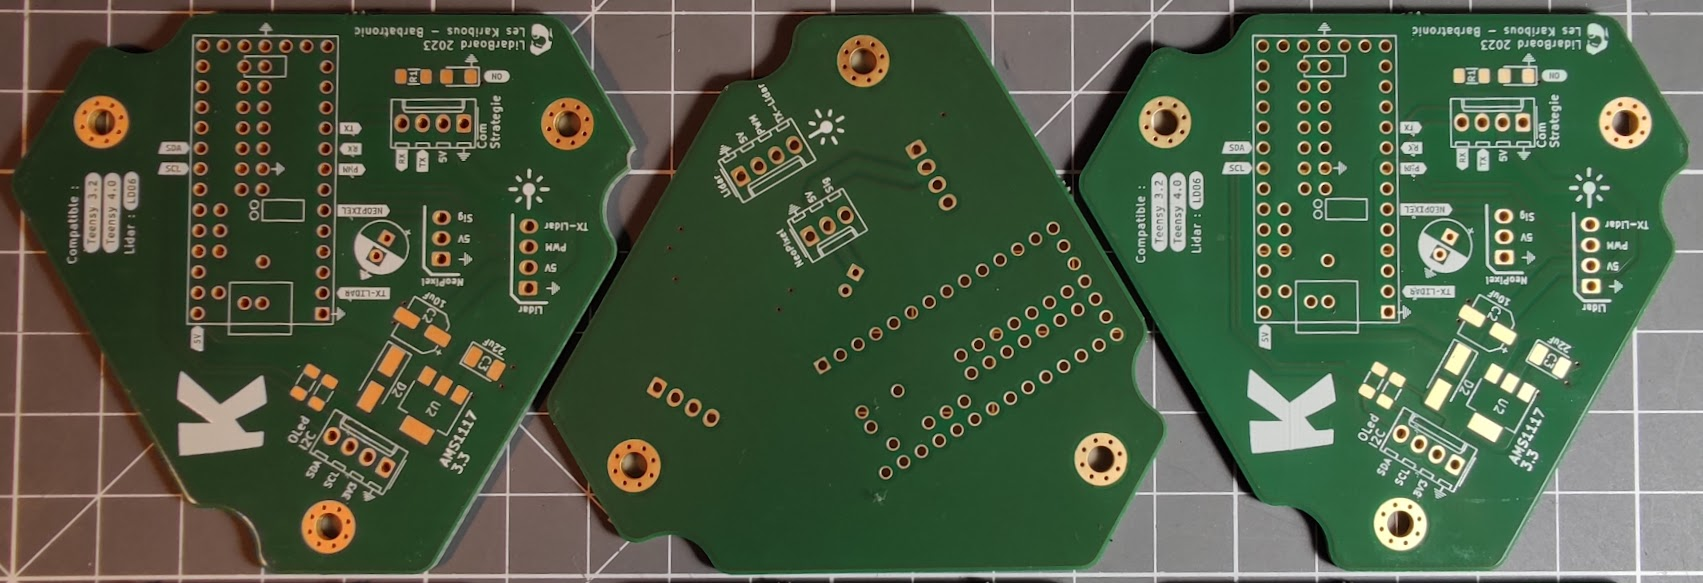 LidarBoard 2023
Les Karibous - Barbatronic
R1
ON
Com
Strategie
RX
TX
5V
TX
RX
PWM
SDA
SCL
Compatible :
Teensy 3.2
Teensy 4.0
Lidar : LD06
NEOPIXEL
Sig
5V
NeoPixel
TX-Lidar
PWM
5V
Lidar
TX-LIDAR
5V
10uF
C2
22uF
C3
D2
U2
AMS1117
3.3
K
OLed
I2C
SDA
SCL
3V3
TX-Lidar
PWM
5V
Lidar
Sig
5V
NeoPixel
LidarBoard 2023
Les Karibous - Barbatronic
R1
ON
Com
Strategie
RX
TX
5V
TX
RX
PWM
SDA
SCL
Compatible :
Teensy 3.2
Teensy 4.0
Lidar : LD06
NEOPIXEL
Sig
5V
NeoPixel
TX-Lidar
PWM
5V
Lidar
TX-LIDAR
5V
10uF
C2
22uF
C3
D2
U2
AMS1117
3.3
K
OLed
I2C
SDA
SCL
3V3